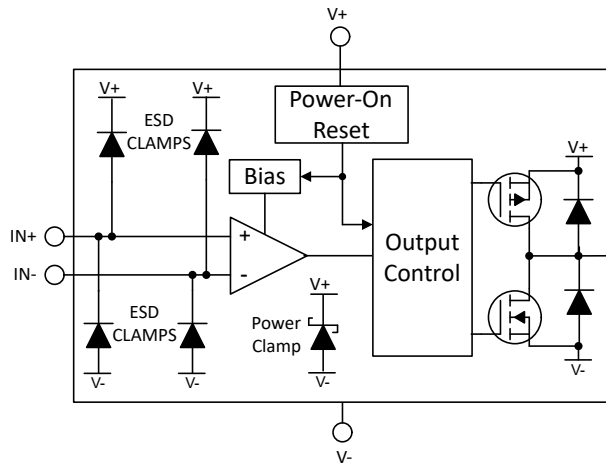 V+
V+
V+
ESD
CLAMPS
Power-On
Reset
Bias
V+
IN+
+
IN-
-
Output
Control
V+
ESD
CLAMPS
Power
Clamp
V-
V-
V-
V-
V-